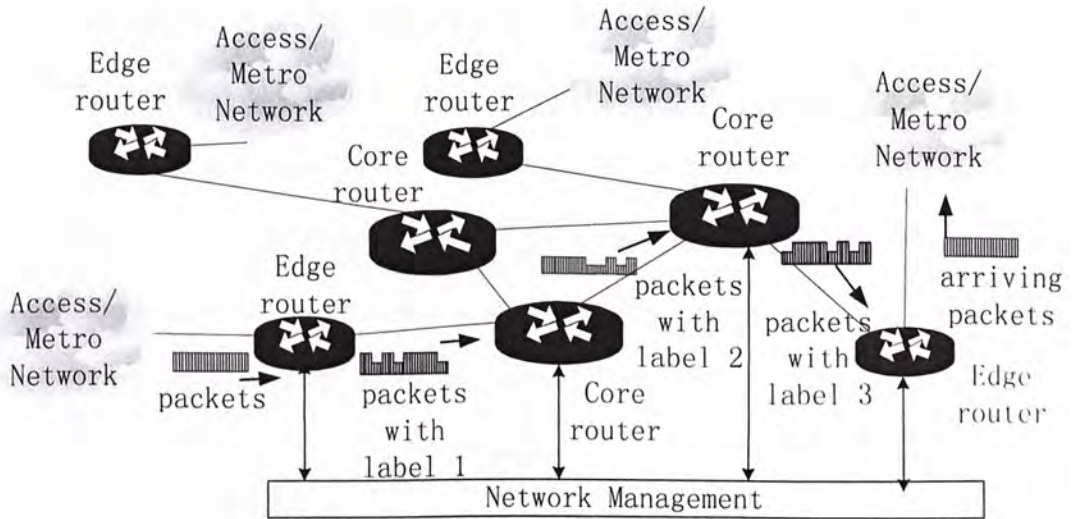 Access/
Metro
Network
Edge
router
Access/
Metro
Network
Edge
router
Core
router
Core
router
Access/
Metro
Network
Edge
router
Access/
Metro
Network
packets
packets
with
label 1
Core
router
packets
with
label 2
packets
with
label 3
arriving
packets
Edge
router
Network Management